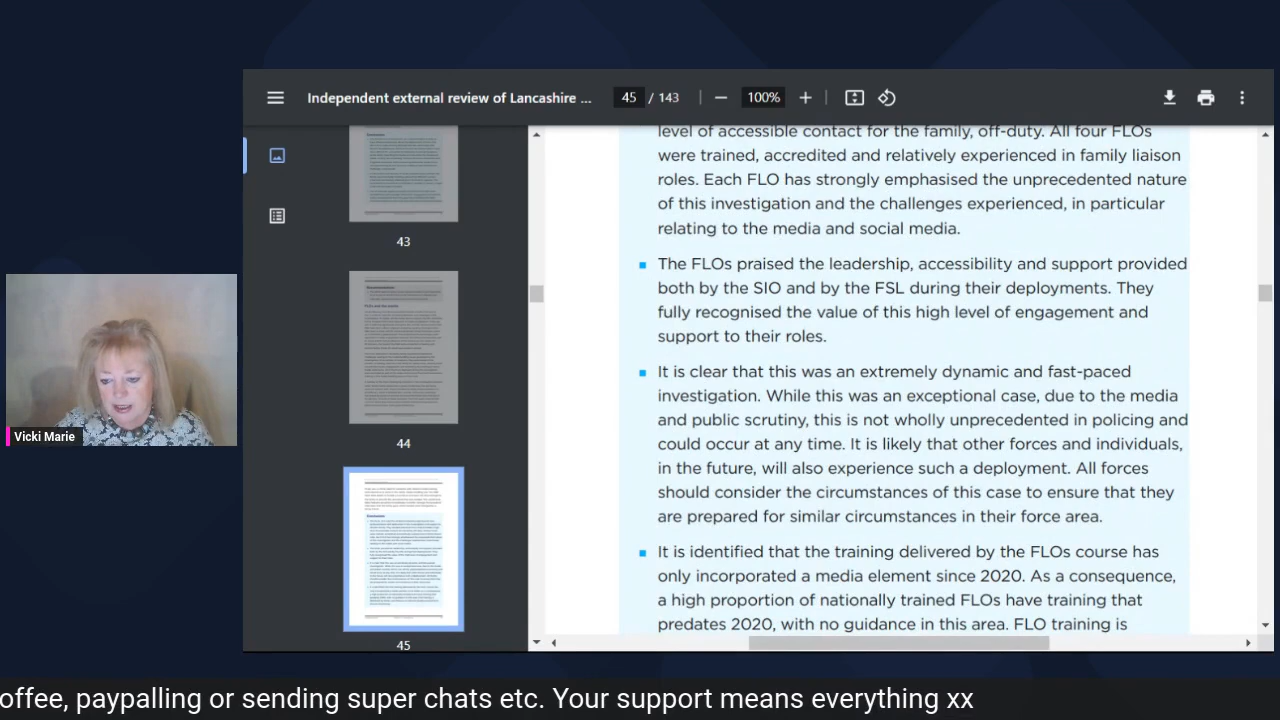 Independent external review of Lancashire ...
45 / 143
100%
43
44
45
level of accessible contact for the family, off-duty. All four FLOs
were trained, accredited and relatively experienced in family liaison
roles. Each FLO has strongly emphasised the unprecedented nature
of this investigation and the challenges experienced, in particular
relating to the media and social media.
The FLOs praised the leadership, accessibility and support provided
both by the SIO and by the FSL during their deployments. They
fully recognised the value of this high level of engagement and
support to their roles.
It is clear that this was an extremely dynamic and fast-paced
investigation. While this was an exceptional case, due to the media
and public scrutiny, this is not wholly unprecedented in policing and
could occur at any time. It is likely that other forces and individuals,
in the future, will also experience such a deployment. All forces
should consider the circumstances of this case to ensure that they
are prepared for similar circumstances in their force area.
It is identified that the training delivered by the FLOs course has
only incorporated a media element since 2020. As a consequence,
a high proportion of nationally trained FLOs have training that
predates 2020, with no guidance in this area. FLO training is
Vicki Marie
offee, paypalling or sending super chats etc. Your support means everything xx